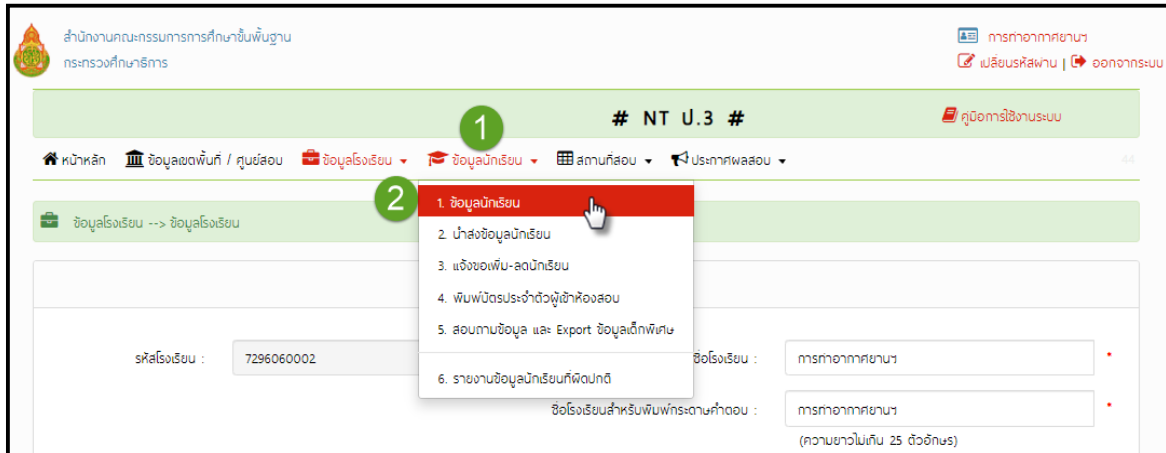 สำนักงานคณะกรรมการการศึกษาขั้นพื้นฐาน
กระทรวงศึกษาธิการ
การท่าอากาศยานฯ
เปลี่ยนรหัสผ่าน | ออกจากระบบ
# NT ป.3 #
คู่มือการใช้งานระบบ
1
หน้าหลัก ข้อมูลเขตพื้นที่ / ศูนย์สอบ ข้อมูลโรงเรียน ข้อมูลนักเรียน สถานที่สอบ ประกาศผลสอบ 44
2
1. ข้อมูลนักเรียน
ข้อมูลโรงเรียน --> ข้อมูลโรงเรียน
2. นำส่งข้อมูลนักเรียน
3. แจ้งขอเพิ่ม-ลดนักเรียน
4. พิมพ์บัตรประจำตัวผู้เข้าห้องสอบ
5. สอบถามข้อมูล และ Export ข้อมูลเด็กพิเศษ
6. รายงานข้อมูลนักเรียนที่ผิดปกติ
รหัสโรงเรียน : 7296060002 ชื่อโรงเรียน : การท่าอากาศยานฯ *
ชื่อโรงเรียนสำหรับพิมพ์กระดาษคำตอบ : การท่าอากาศยานฯ *
(ความยาวไม่เกิน 25 ตัวอักษร)